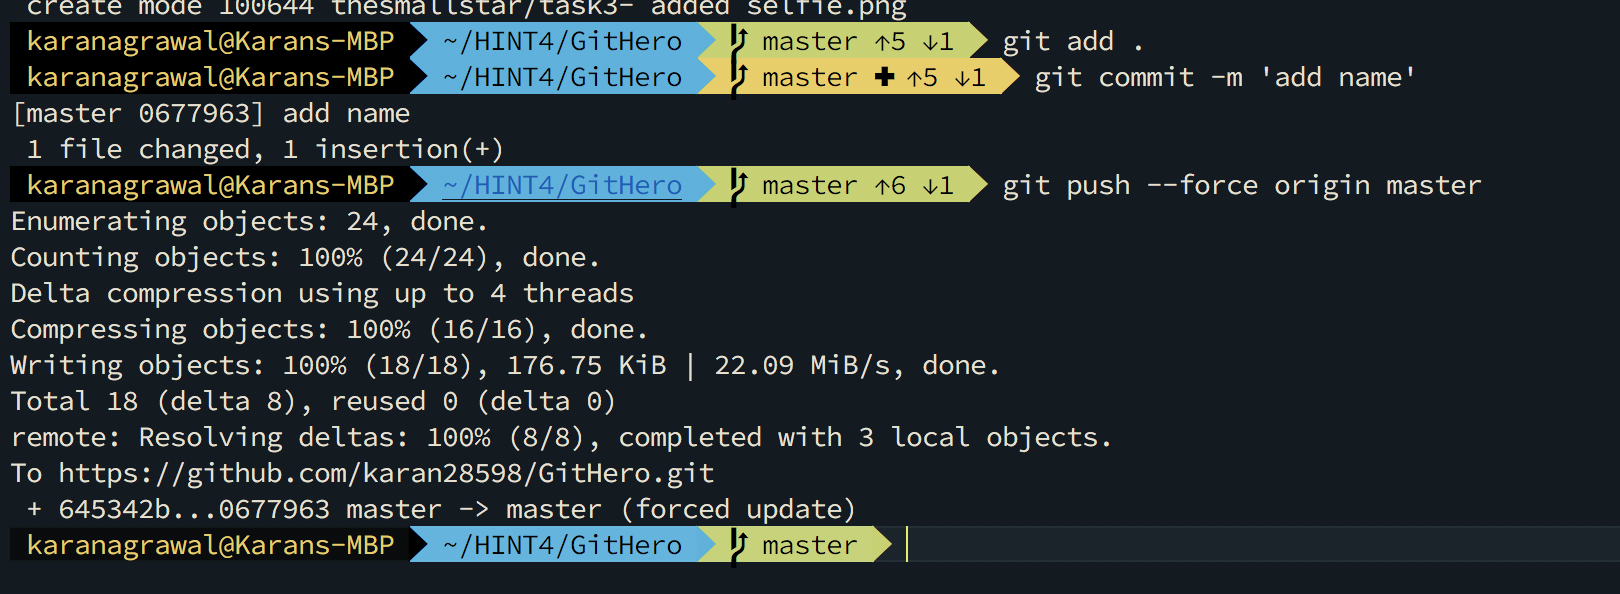 create mode 100644 thesmallstar/task3- added selfie.png
karanagrawal@Karans-MBP ~/HINT4/GitHero master ↑5 ↓1 git add .
karanagrawal@Karans-MBP ~/HINT4/GitHero master ✚ ↑5 ↓1 git commit -m 'add name'
[master 0677963] add name
1 file changed, 1 insertion(+)
karanagrawal@Karans-MBP ~/HINT4/GitHero master ↑6 ↓1 git push --force origin master
Enumerating objects: 24, done.
Counting objects: 100% (24/24), done.
Delta compression using up to 4 threads
Compressing objects: 100% (16/16), done.
Writing objects: 100% (18/18), 176.75 KiB | 22.09 MiB/s, done.
Total 18 (delta 8), reused 0 (delta 0)
remote: Resolving deltas: 100% (8/8), completed with 3 local objects.
To https://github.com/karan28598/GitHero.git
+ 645342b...0677963 master -> master (forced update)
karanagrawal@Karans-MBP ~/HINT4/GitHero master